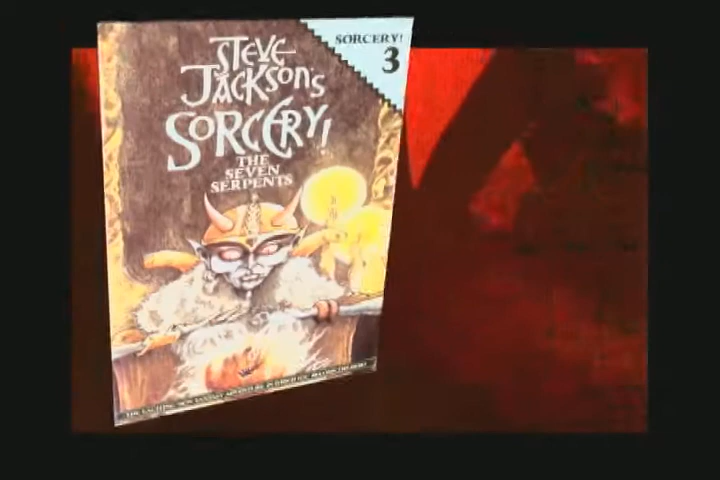 STEVE
JACKSON'S
SORCERY!
THE
SEVEN
SERPENTS
SORCERY!
3